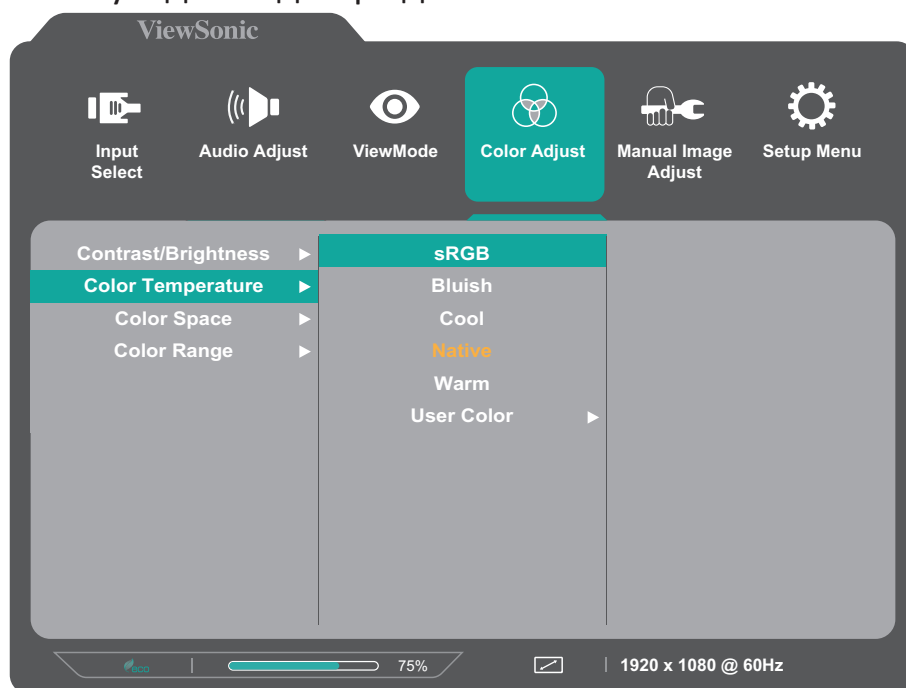 ViewSonic
Input Select
Audio Adjust
ViewMode
Color Adjust
Manual Image Adjust
Setup Menu
Contrast/Brightness
Color Temperature
Color Space
Color Range
sRGB
Bluish
Cool
Native
Warm
User Color
75%
1920 x 1080 @ 60Hz